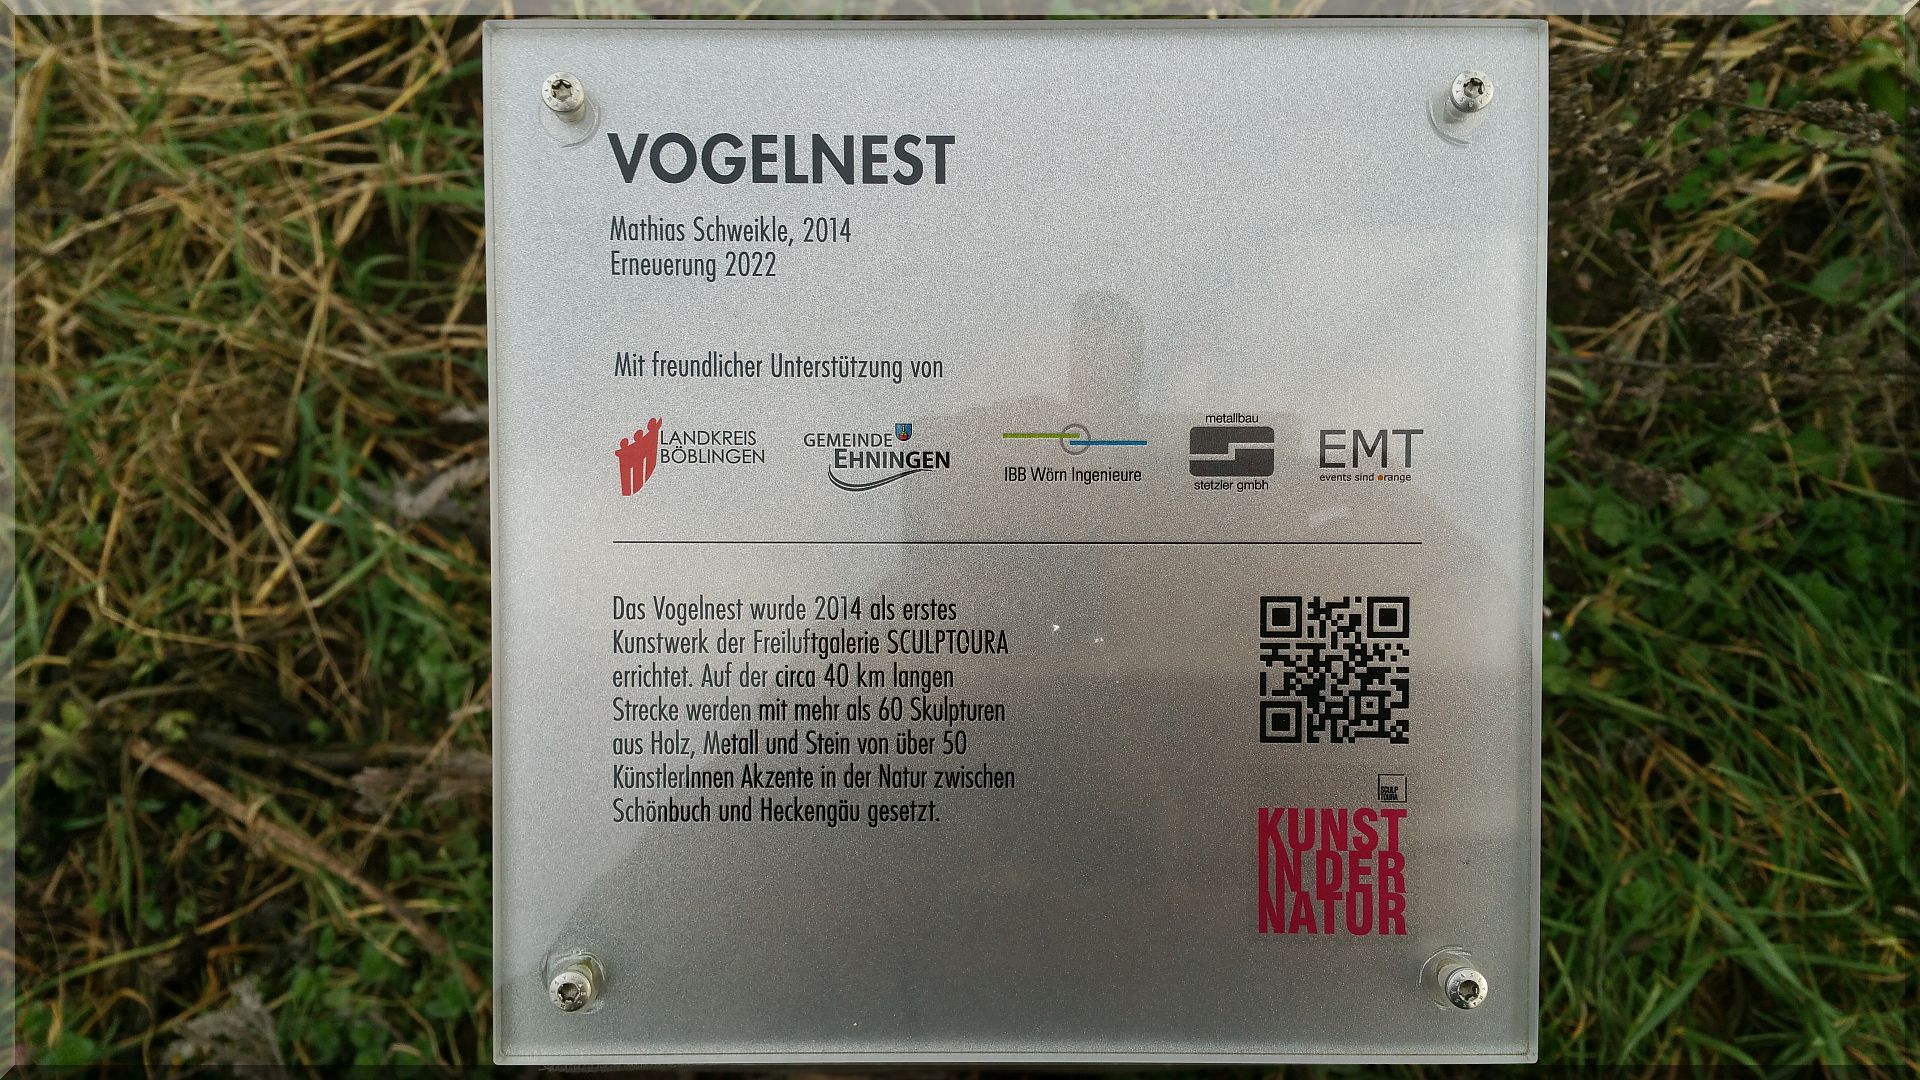 VOGELNEST
Mathias Schweikle, 2014
Erneuerung 2022
Mit freundlicher Unterstützung von
LANDKREIS
BÖBLINGEN
GEMEINDE
EHNINGEN
IBB Wörn Ingenieure
metallbau
stetzler gmbh
EMT
events sind orange
Das Vogelnest wurde 2014 als erstes
Kunstwerk der Freiluftgalerie SCULPTOURA
errichtet. Auf der circa 40 km langen
Strecke werden mit mehr als 60 Skulpturen
aus Holz, Metall und Stein von über 50
KünstlerInnen Akzente in der Natur zwischen
Schönbuch und Heckengäu gesetzt.
SCULP
TOURA
KUNST
IN DER
NATUR